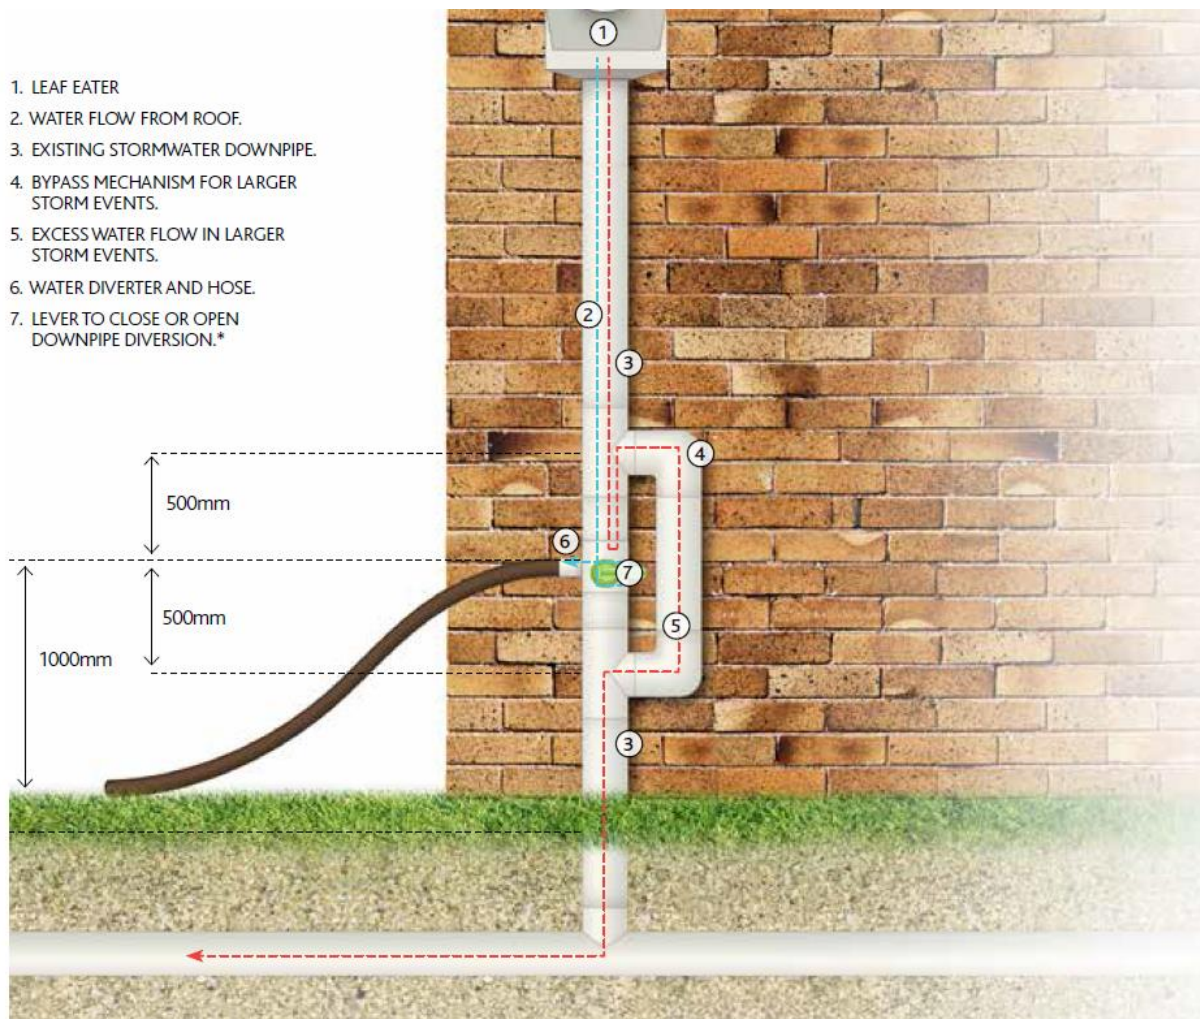 1
1. LEAF EATER
2. WATER FLOW FROM ROOF.
3. EXISTING STORMWATER DOWNPIPE.
4. BYPASS MECHANISM FOR LARGER
STORM EVENTS.
5. EXCESS WATER FLOW IN LARGER
STORM EVENTS.
6. WATER DIVERTER AND HOSE.
7. LEVER TO CLOSE OR OPEN
DOWNPIPE DIVERSION.*
2
3
4
500mm
6
7
500mm
5
1000mm
3